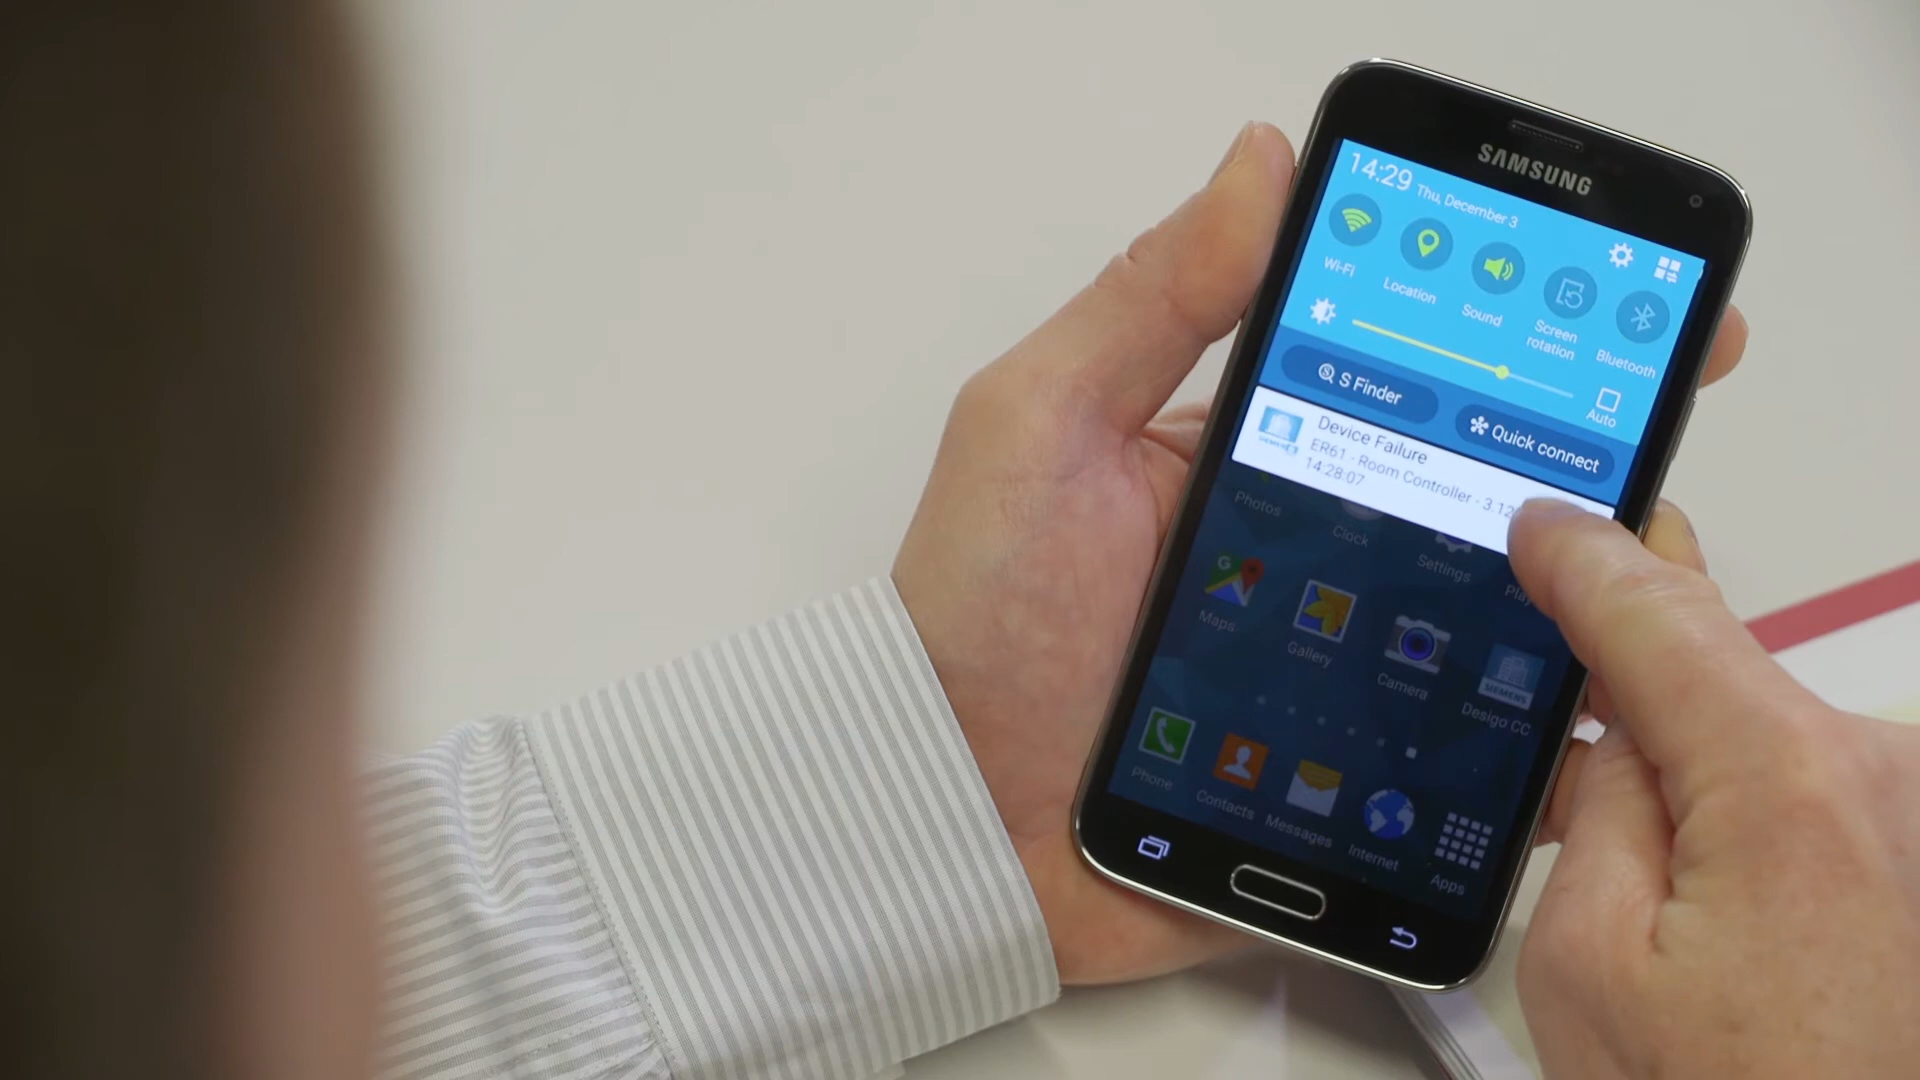 SAMSUNG
14:29 Thu, December 3
Wi-Fi
Location
Sound
Screen
rotation
Bluetooth
Auto
S Finder
Quick connect
Device Failure
ER61 - Room Controller - 3.12
14:28:07
Photos
Clock
Settings
Play
Maps
Gallery
Camera
SIEMENS
Desigo CC
Phone
Contacts
Messages
Internet
Apps